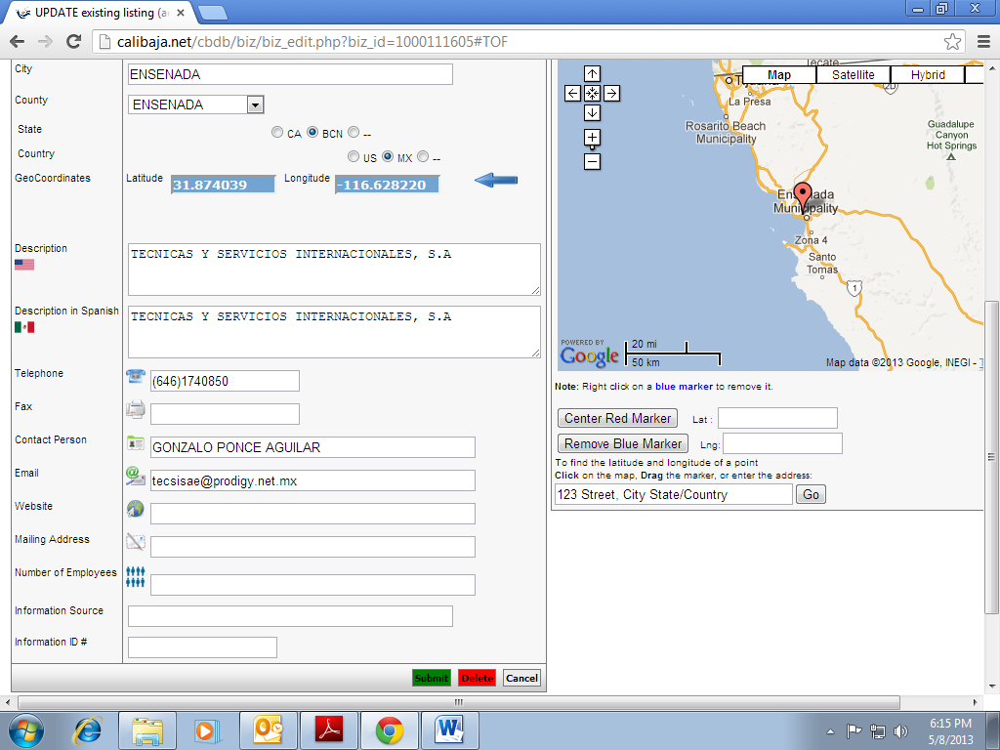 UPDATE existing listing (a
calibaja.net/cbdb/biz/biz_edit.php?biz_id=1000111605#TOF
City
ENSENADA
County
ENSENADA
State
CA BCN --
Country
US MX --
GeoCoordinates
Latitude 31.874039 Longitude -116.628220
Description
TECNICAS Y SERVICIOS INTERNACIONALES, S.A
Description in Spanish
TECNICAS Y SERVICIOS INTERNACIONALES, S.A
Telephone
(646)1740850
Fax
Contact Person
GONZALO PONCE AGUILAR
Email
tecsisae@prodigy.net.mx
Website
Mailing Address
Number of Employees
Information Source
Information ID #
Submit Delete Cancel
Tecate
Map Satellite Hybrid
La Presa
Rosarito Beach
Municipality
Guadalupe
Canyon
Hot Springs
Municipality
Zona 4
Santo
Tomas
1
POWERED BY
Google
20 mi
50 km
Map data ©2013 Google, INEGI -
Note: Right click on a blue marker to remove it.
Center Red Marker Lat :
Remove Blue Marker Lng:
To find the latitude and longitude of a point
Click on the map, Drag the marker, or enter the address:
123 Street, City State/Country Go
6:15 PM
5/8/2013